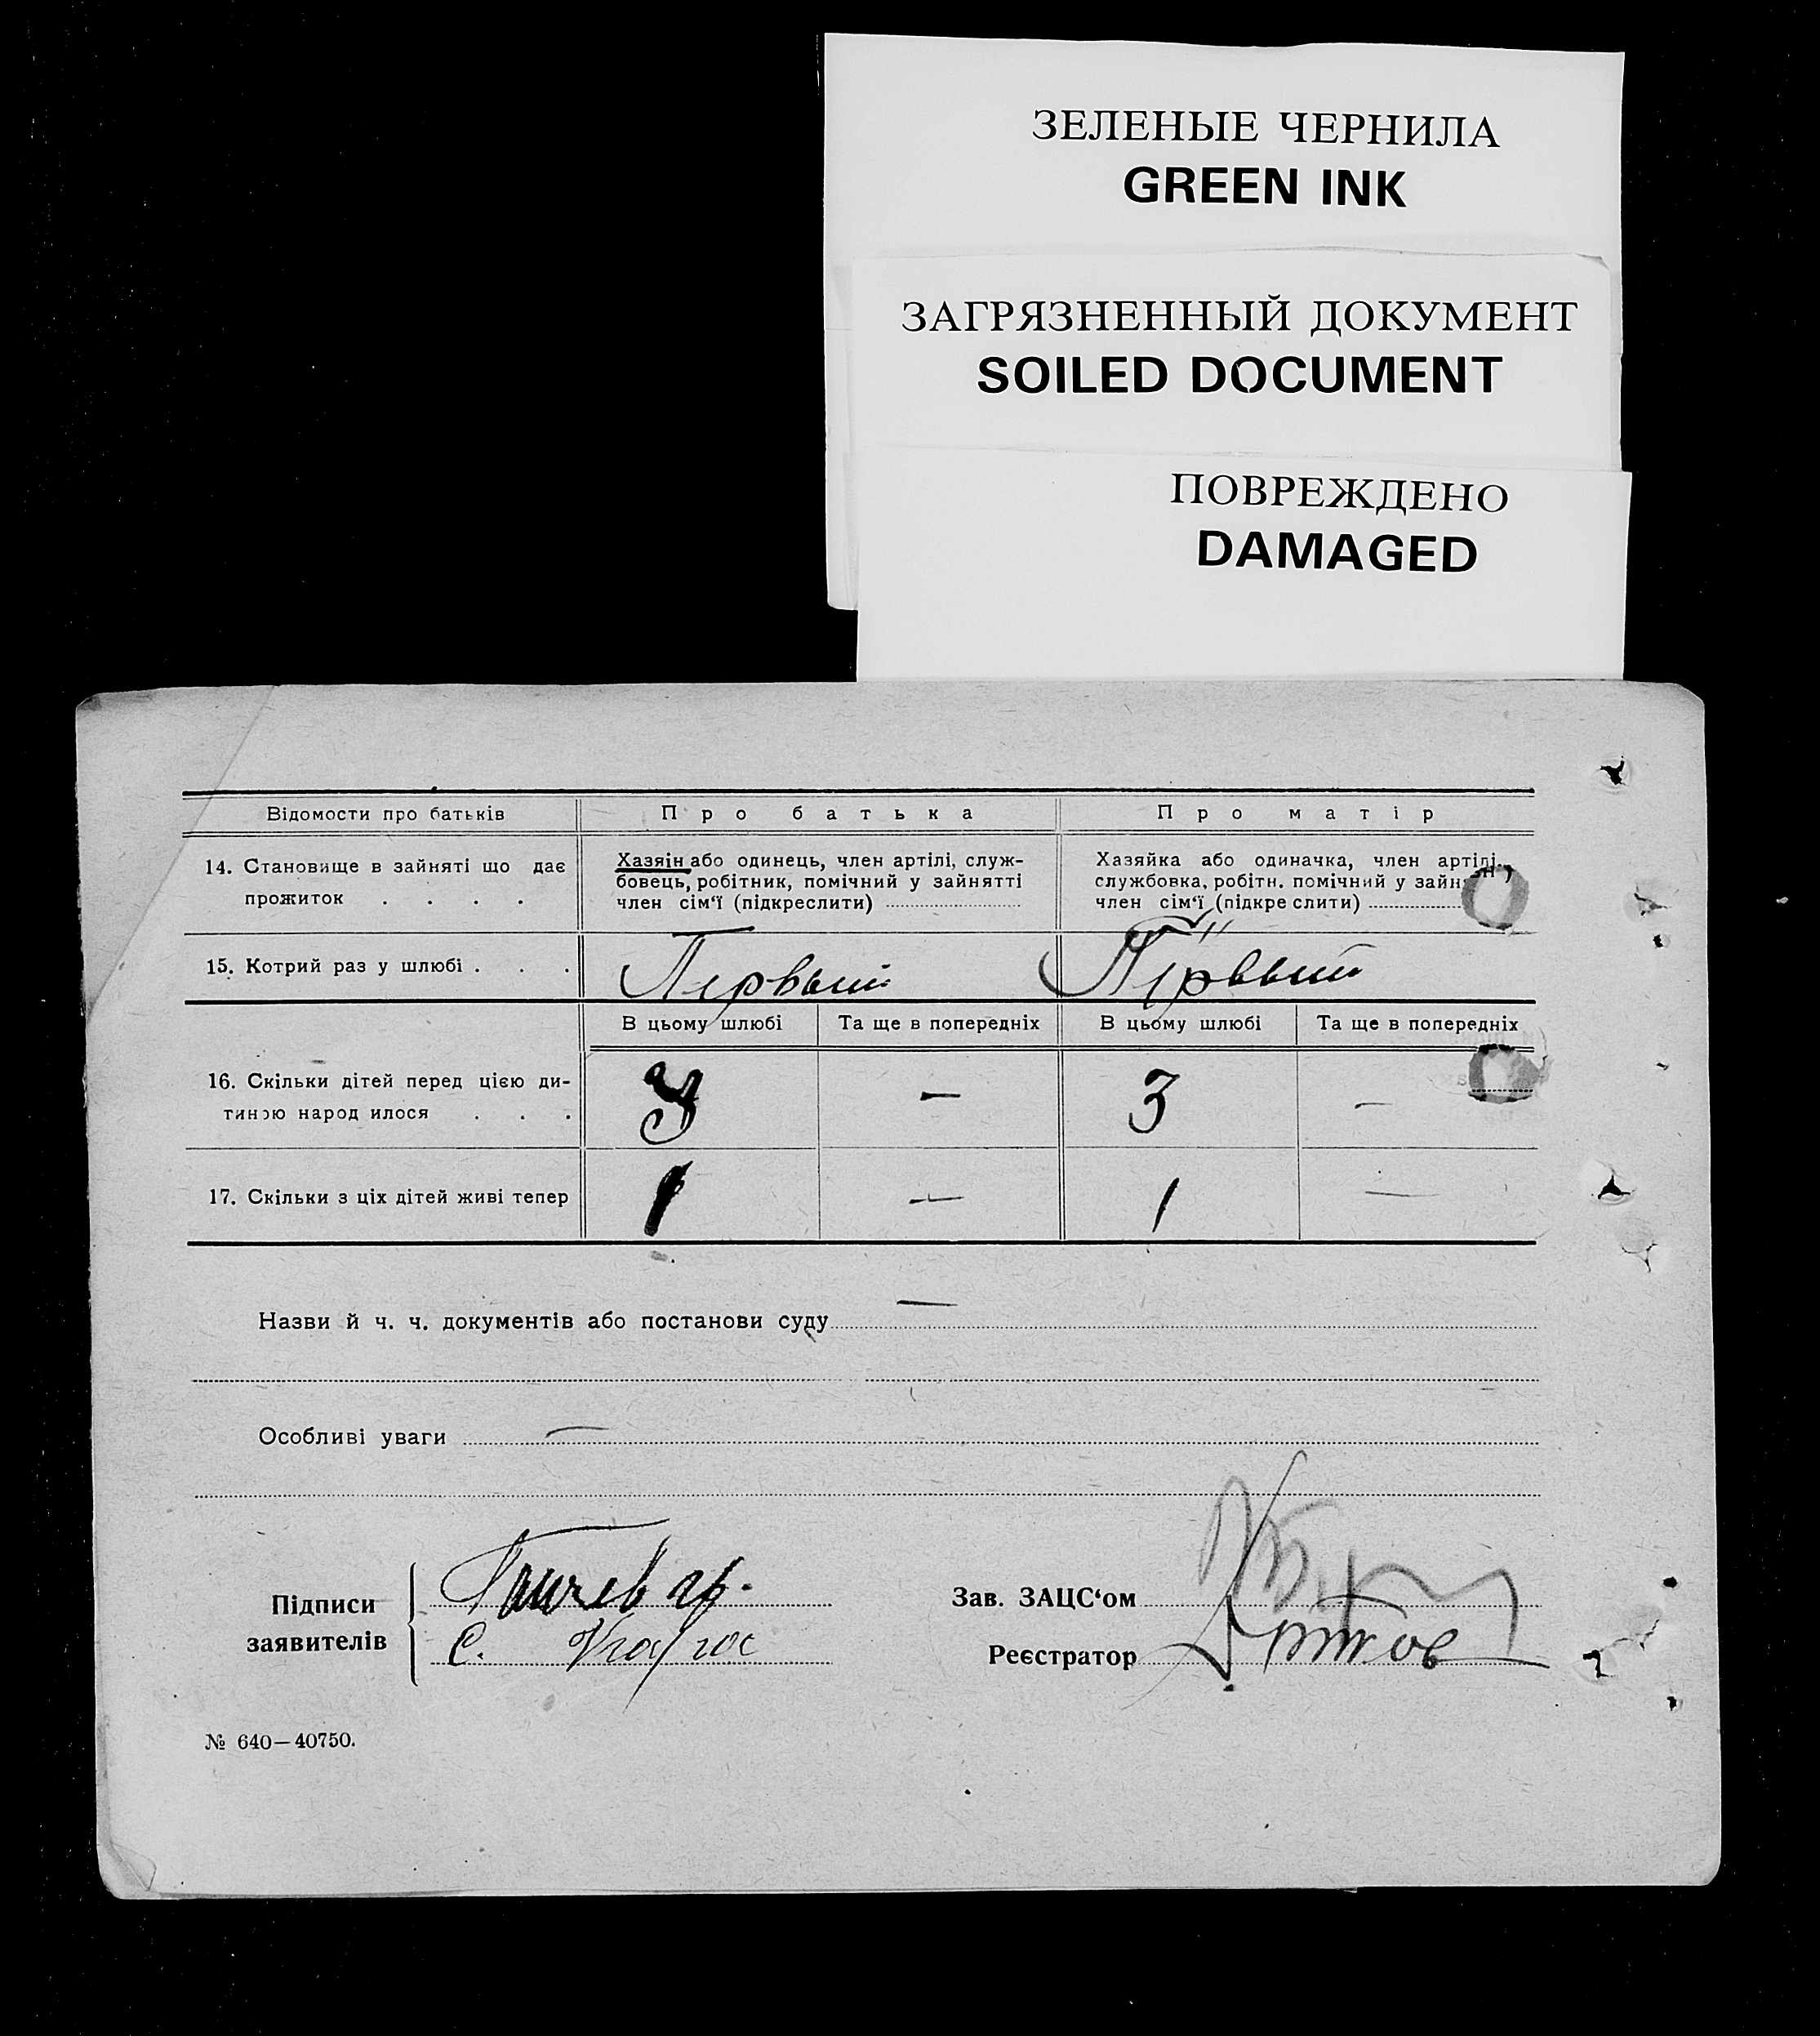 ЗЕЛЕНЫЕ ЧЕРНИЛА
GREEN INK
ЗАГРЯЗНЕННЫЙ ДОКУМЕНТ
SOILED DOCUMENT
ПОВРЕЖДЕНО
DAMAGED
Відомости про батьків Про батька Про матір
14. Становище в зайняті що дає
прожиток . . . .
Хазяін або одинець, член артілі, служ-
бовець, робітник, помічний у зайнятті
член сім'ї (підкреслити)
Хазяйка або одиначка, член артілі,
службовка, робітн. помічний у зайн
член сім'ї (підкреслити)
15. Котрий раз у шлюбі . . . Первый Первый
В цьому шлюбі Та ще в попередніх В цьому шлюбі Та ще в попередніх
16. Скільки дітей перед цією ди-
тиною народилося . . . 3 — 3 —
17. Скільки з ціх дітей живі тепер 1 — 1 —
Назви й ч. ч. документів або постанови суду —
Особливі уваги —
Підписи
заявителів
С.
Зав. ЗАЦС'ом
Реєстратор
№ 640—40750.